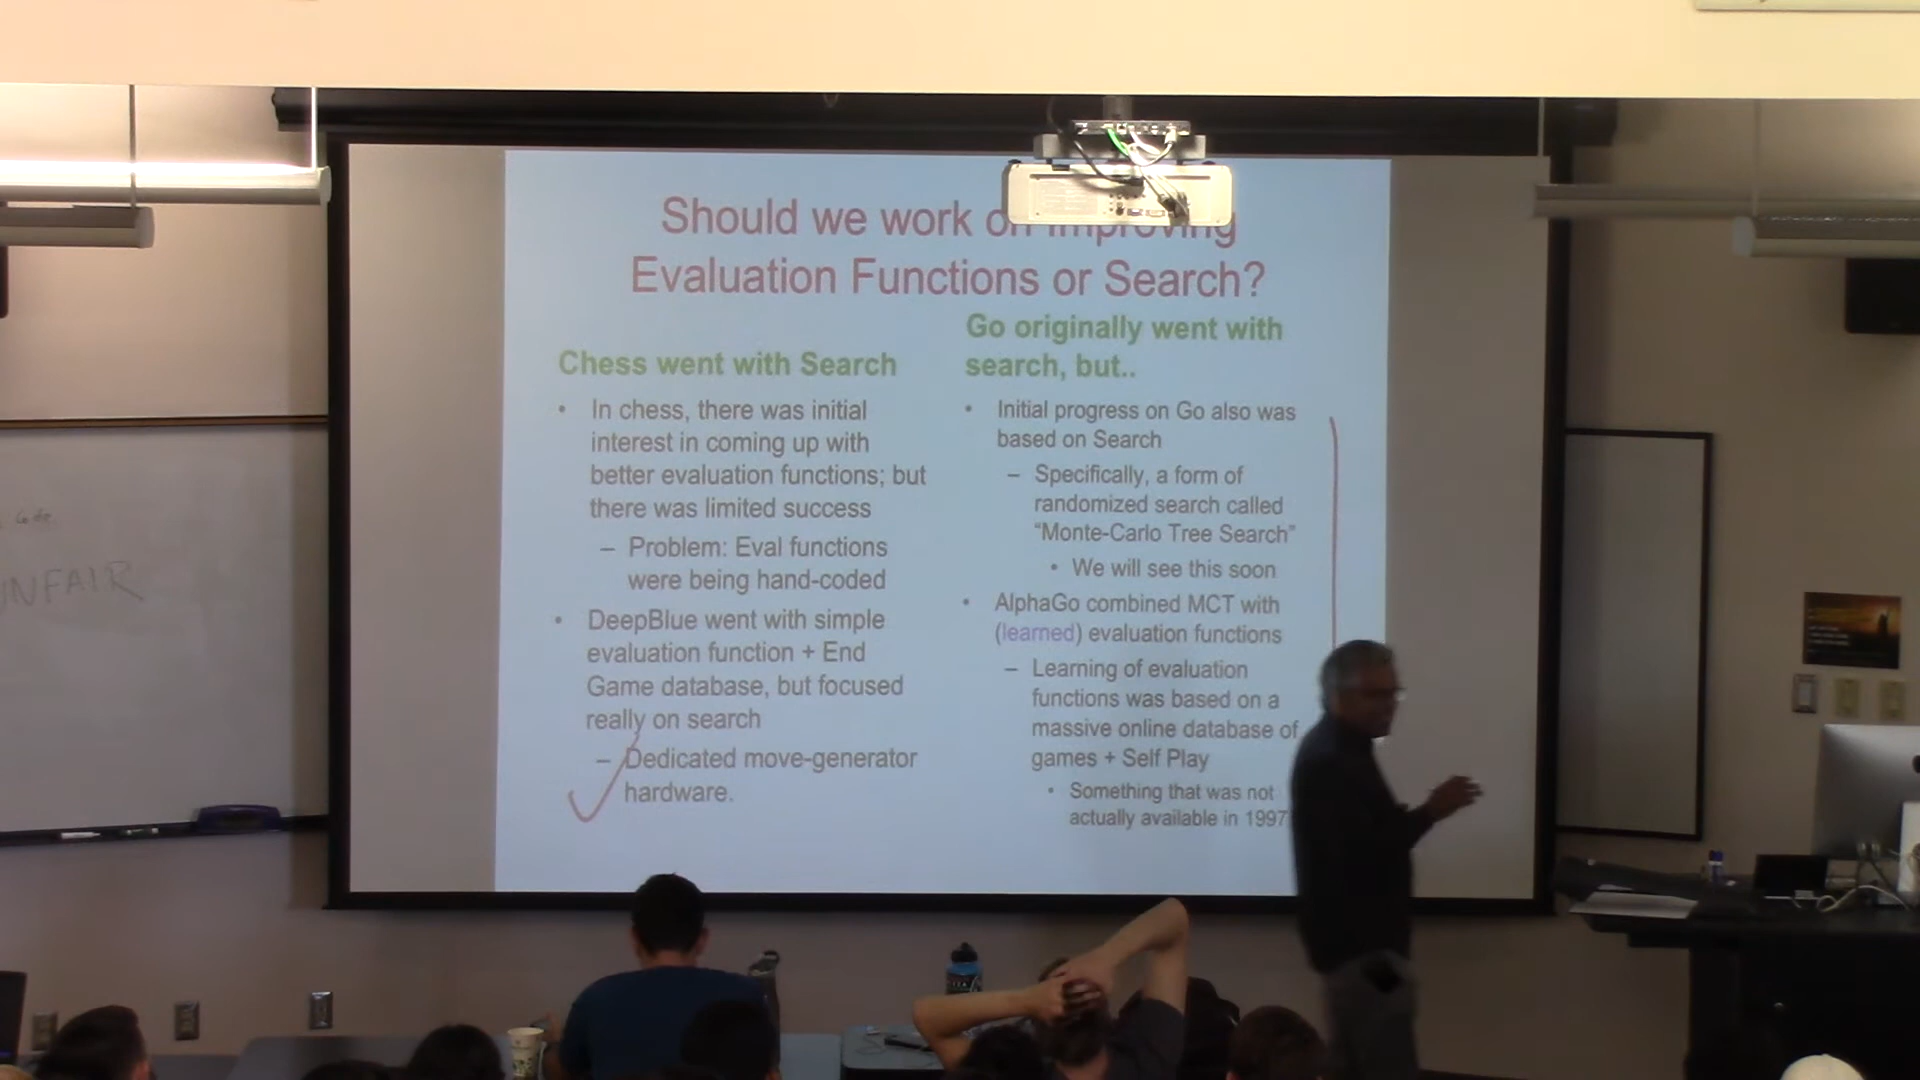 Should we work on improving
Evaluation Functions or Search?
Chess went with Search
• In chess, there was initial
interest in coming up with
better evaluation functions; but
there was limited success
– Problem: Eval functions
were being hand-coded
• DeepBlue went with simple
evaluation function + End
Game database, but focused
really on search
– Dedicated move-generator
hardware.
Go originally went with
search, but..
• Initial progress on Go also was
based on Search
– Specifically, a form of
randomized search called
“Monte-Carlo Tree Search”
• We will see this soon
• AlphaGo combined MCT with
(learned) evaluation functions
– Learning of evaluation
functions was based on a
massive online database of
games + Self Play
• Something that was not
actually available in 1997